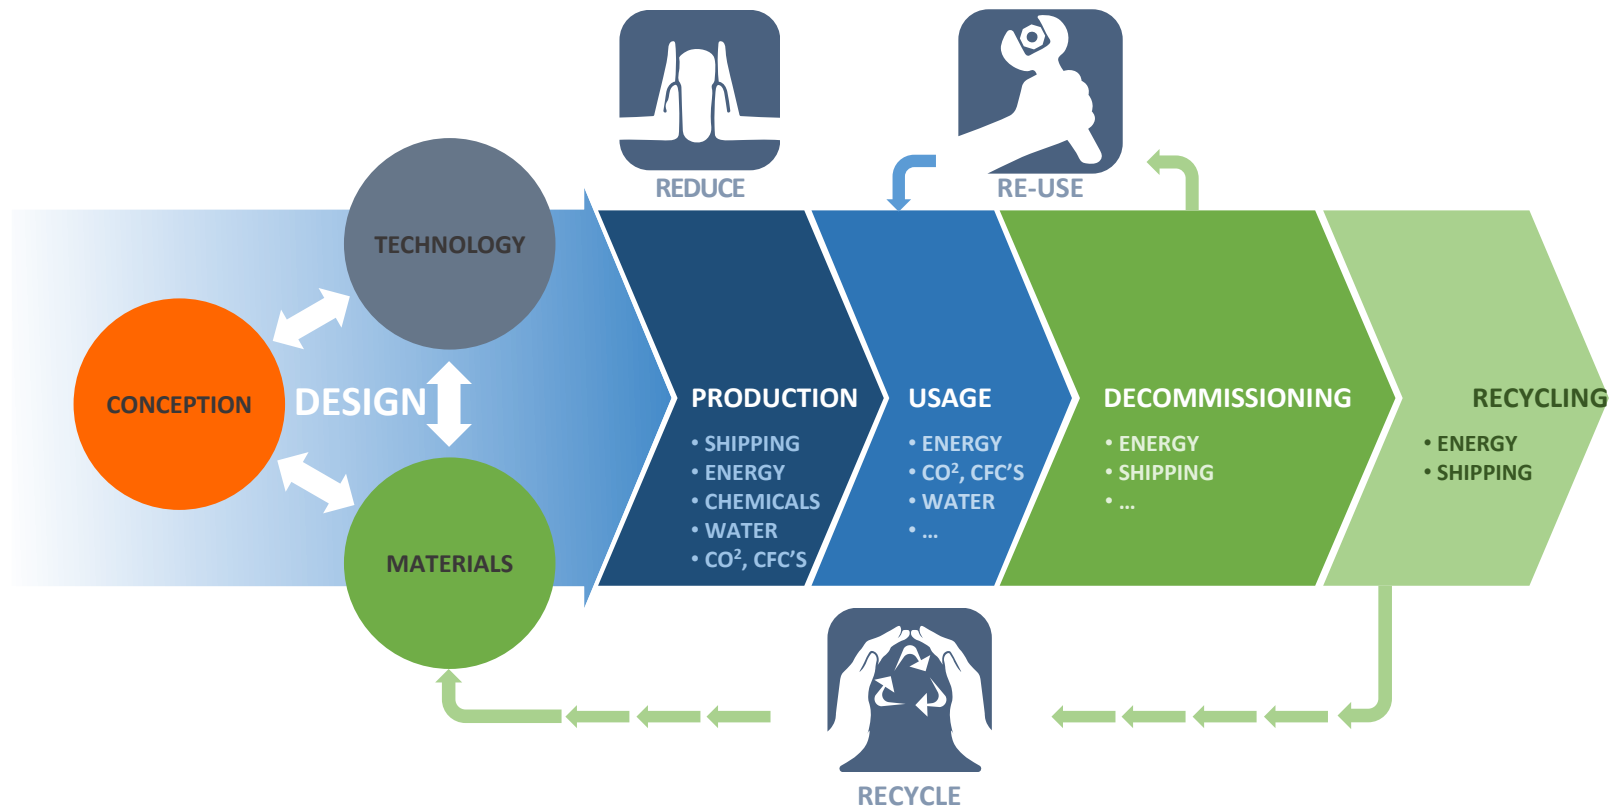 REDUCE
RE-USE
TECHNOLOGY
CONCEPTION
DESIGN
MATERIALS
PRODUCTION
• SHIPPING
• ENERGY
• CHEMICALS
• WATER
• CO², CFC’S
USAGE
• ENERGY
• CO², CFC’S
• WATER
• ...
DECOMMISSIONING
• ENERGY
• SHIPPING
• ...
RECYCLING
• ENERGY
• SHIPPING
RECYCLE